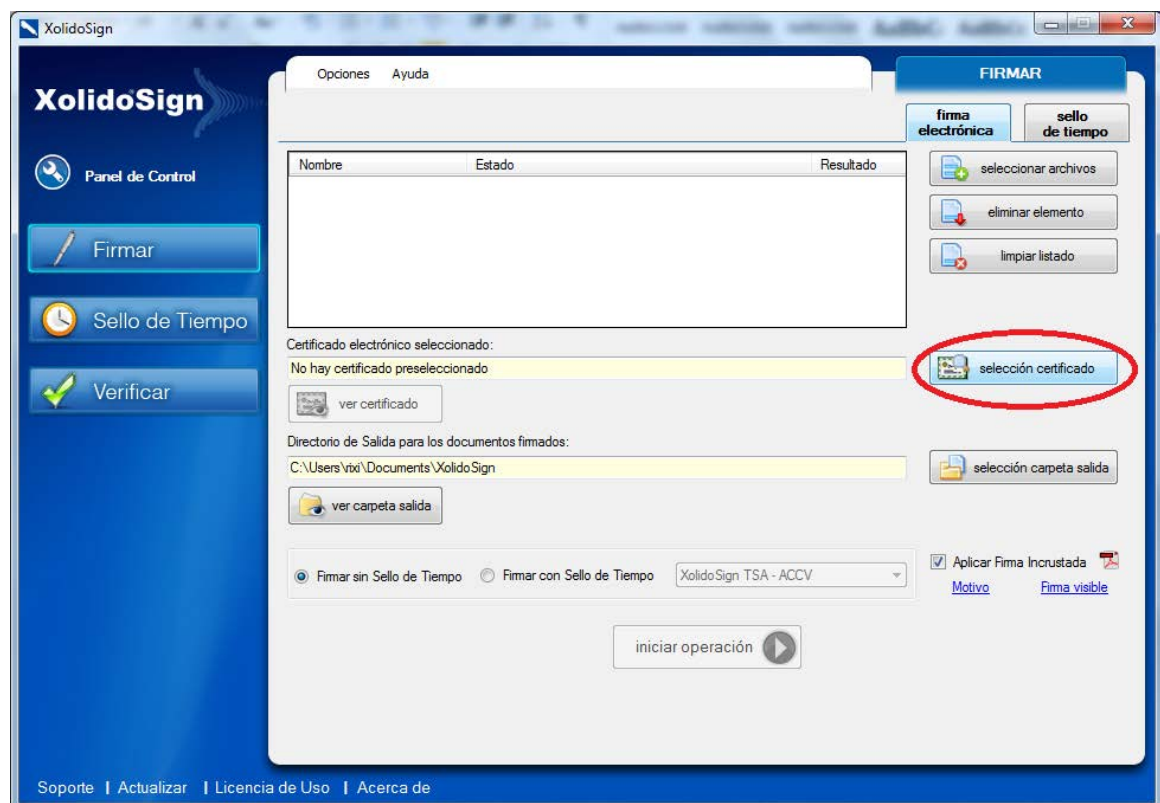 XolidoSign
XolidoSign
Panel de Control
Firmar
Sello de Tiempo
Verificar
Opciones Ayuda
FIRMAR
firma electrónica
sello de tiempo
Nombre Estado Resultado
seleccionar archivos
eliminar elemento
limpiar listado
Certificado electrónico seleccionado:
No hay certificado preseleccionado
selección certificado
ver certificado
Directorio de Salida para los documentos firmados:
C:\Users\rixi\Documents\XolidoSign
selección carpeta salida
ver carpeta salida
Firmar sin Sello de Tiempo Firmar con Sello de Tiempo XolidoSign TSA - ACCV
Aplicar Firma Incrustada
Motivo Firma visible
iniciar operación
Soporte | Actualizar | Licencia de Uso | Acerca de